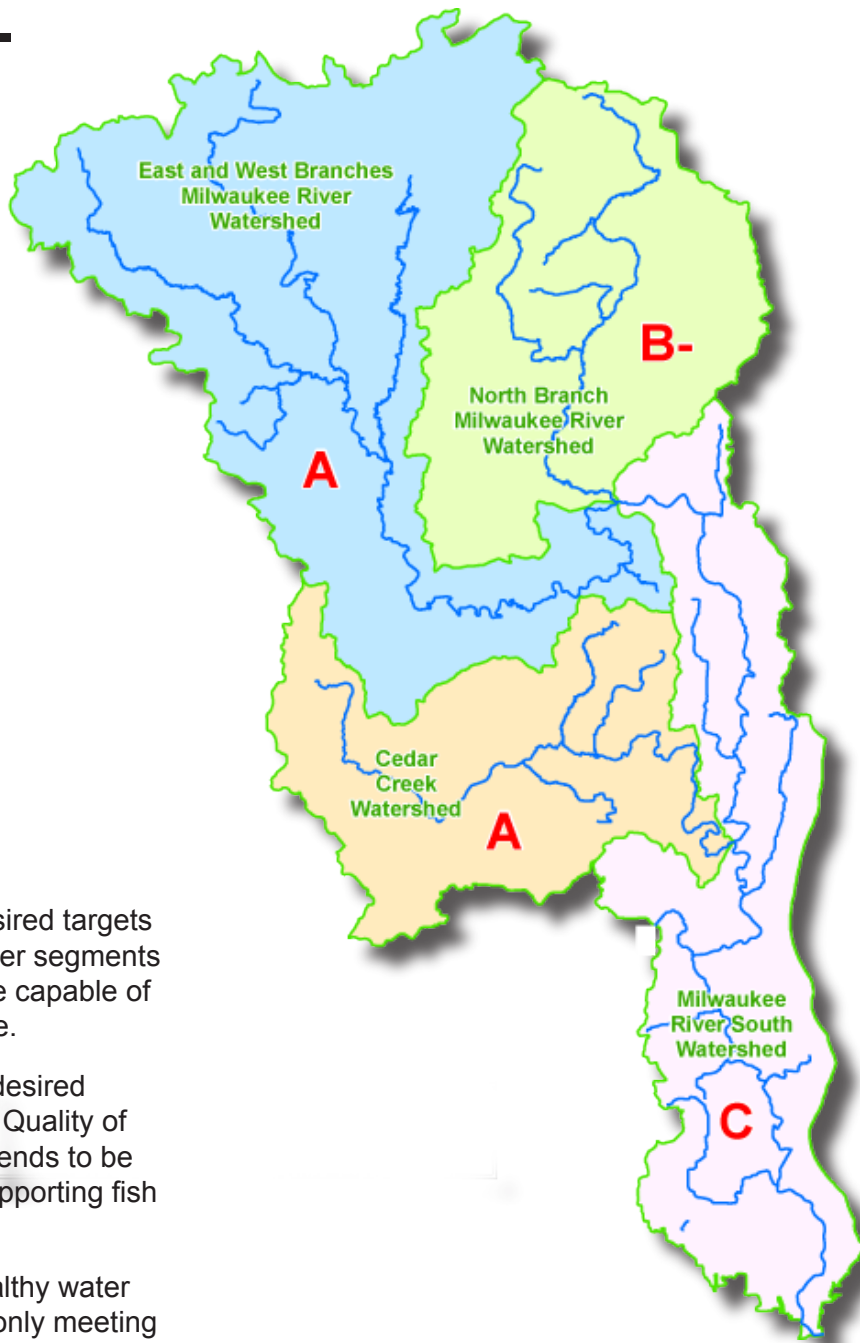 East and West Branches
Milwaukee River
Watershed
B-
North Branch
Milwaukee River
Watershed
A
Cedar
Creek
Watershed
A
sired targets
er segments
e capable of
e.
desired
Quality of
ends to be
pporting fish
althy water
only meeting
Milwaukee
River South
Watershed
C